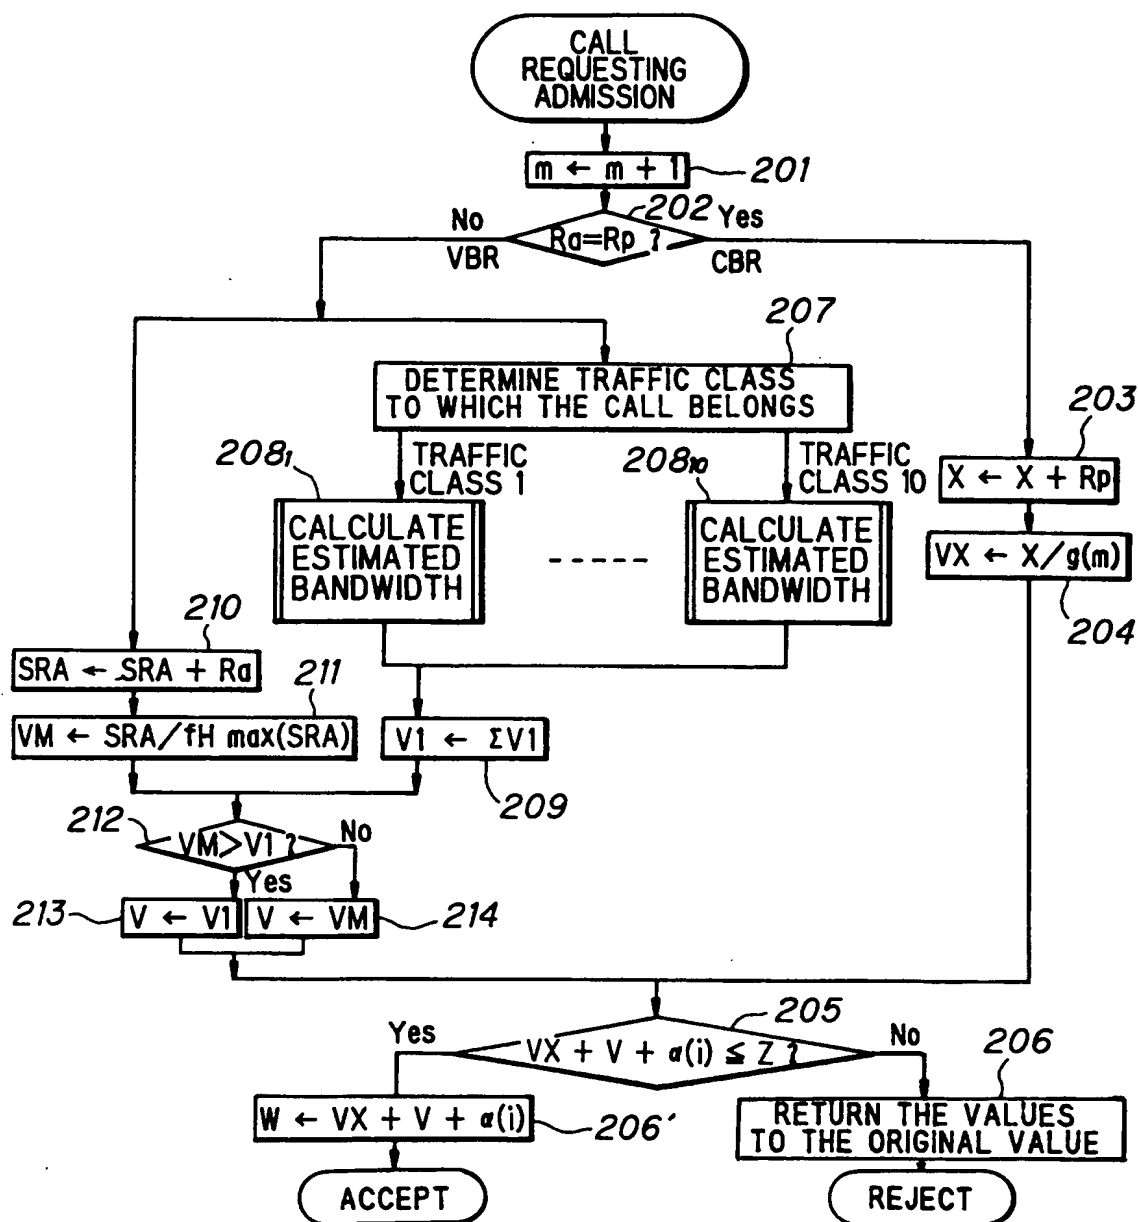 CALL
REQUESTING
ADMISSION
m ← m + 1
201
202
No
Yes
Ra=Rp ?
VBR
CBR
207
DETERMINE TRAFFIC CLASS
TO WHICH THE CALL BELONGS
203
208₁
TRAFFIC
CLASS 1
208₁₀
TRAFFIC
CLASS 10
X ← X + Rp
CALCULATE
ESTIMATED
BANDWIDTH
-----
CALCULATE
ESTIMATED
BANDWIDTH
VX ← X/g(m)
204
210
SRA ← SRA + Ra
211
VM ← SRA/fH max(SRA)
V1 ← ΣV1
209
212
VM>V1 ?
No
Yes
213
V ← V1
V ← VM
214
205
Yes
VX + V + α(i) ≦ Z ?
No
206
W ← VX + V + α(i)
206'
RETURN THE VALUES
TO THE ORIGINAL VALUE
ACCEPT
REJECT